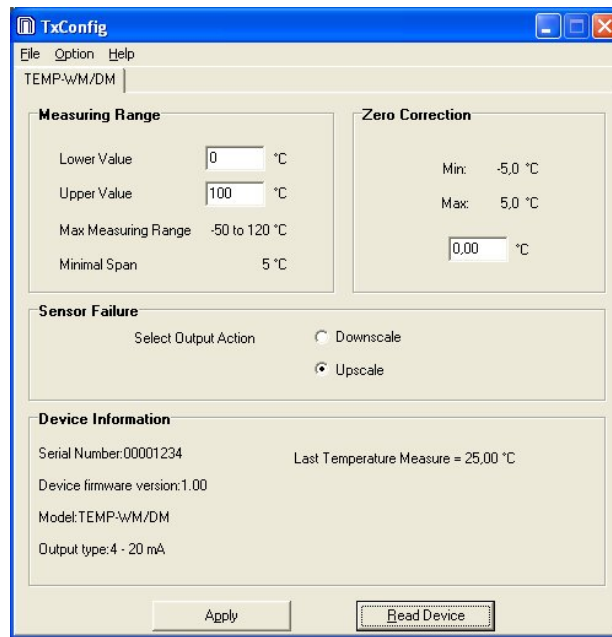 TxConfig
File Option Help
TEMP-WM/DM
Measuring Range
Lower Value 0 °C
Upper Value 100 °C
Max Measuring Range -50 to 120 °C
Minimal Span 5 °C
Zero Correction
Min: -5,0 °C
Max: 5,0 °C
0,00 °C
Sensor Failure
Select Output Action Downscale
Upscale
Device Information
Serial Number:00001234
Last Temperature Measure = 25,00 °C
Device firmware version:1.00
Model:TEMP-WM/DM
Output type:4 - 20 mA
Apply Read Device